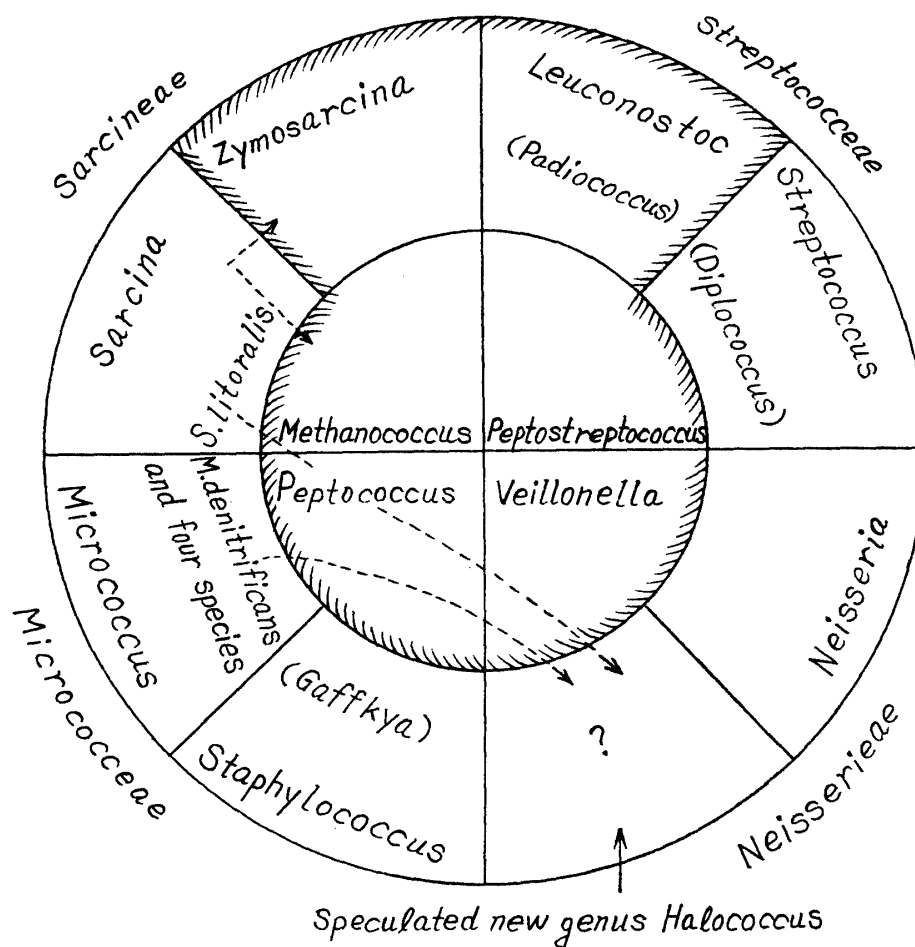 Sarcineae
Streptococceae
Zymosarcina
Leuconostoc
(Padiococcus)
Sarcina
S.litoralis
Streptococcus
(Diplococcus)
Methanococcus
Peptostreptococcus
Peptococcus
Veillonella
Micrococceae
Micrococcus
M.denitrificans
and four species
(Gaffkya)
Staphylococcus
?
Neisseria
Neisserieae
Speculated new genus Halococcus